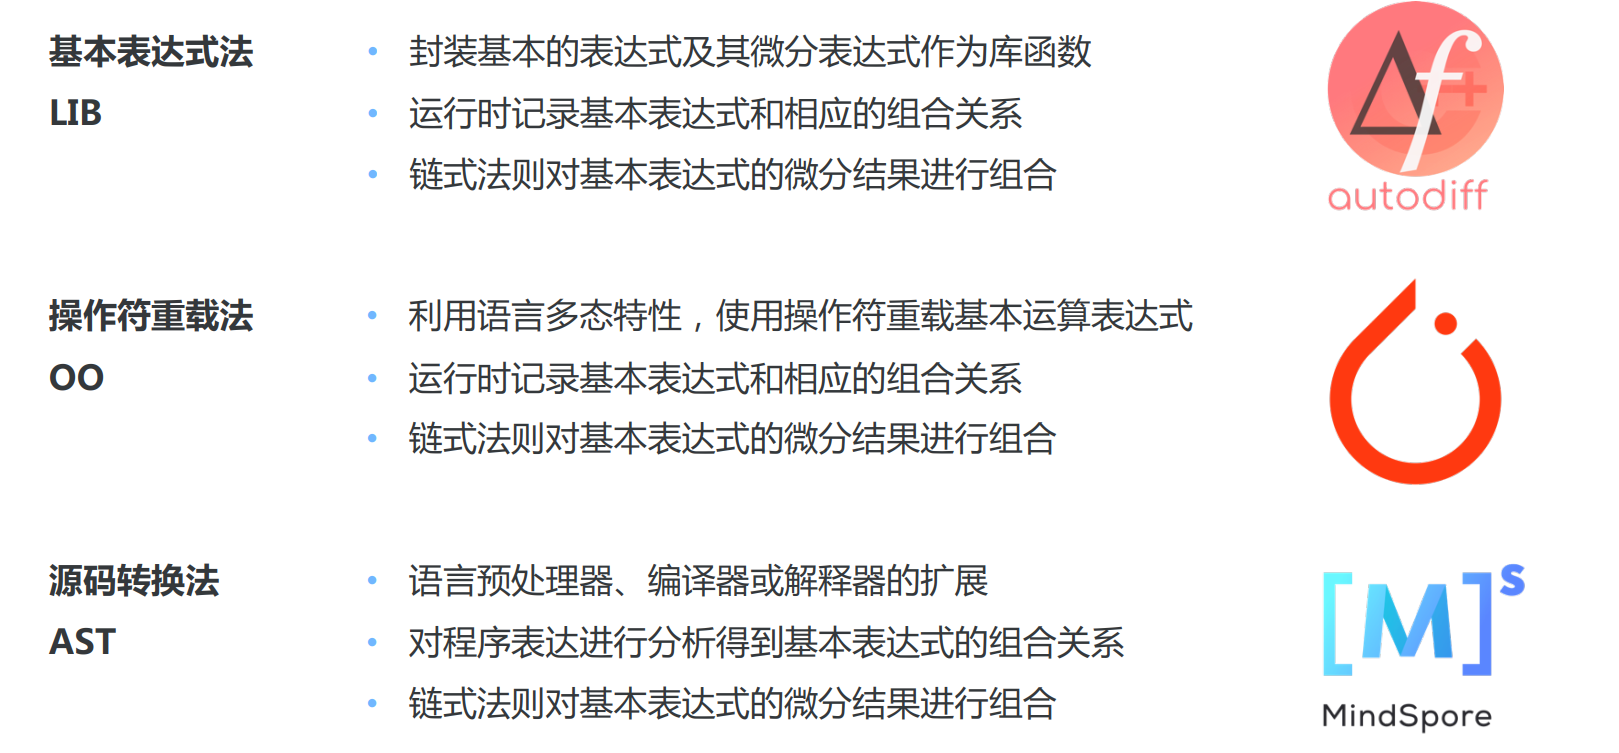 基本表达式法
LIB
• 封装基本的表达式及其微分表达式作为库函数
• 运行时记录基本表达式和相应的组合关系
• 链式法则对基本表达式的微分结果进行组合
autodiff
操作符重载法
OO
• 利用语言多态特性，使用操作符重载基本运算表达式
• 运行时记录基本表达式和相应的组合关系
• 链式法则对基本表达式的微分结果进行组合
源码转换法
AST
• 语言预处理器、编译器或解释器的扩展
• 对程序表达进行分析得到基本表达式的组合关系
• 链式法则对基本表达式的微分结果进行组合
[M]s
MindSpore